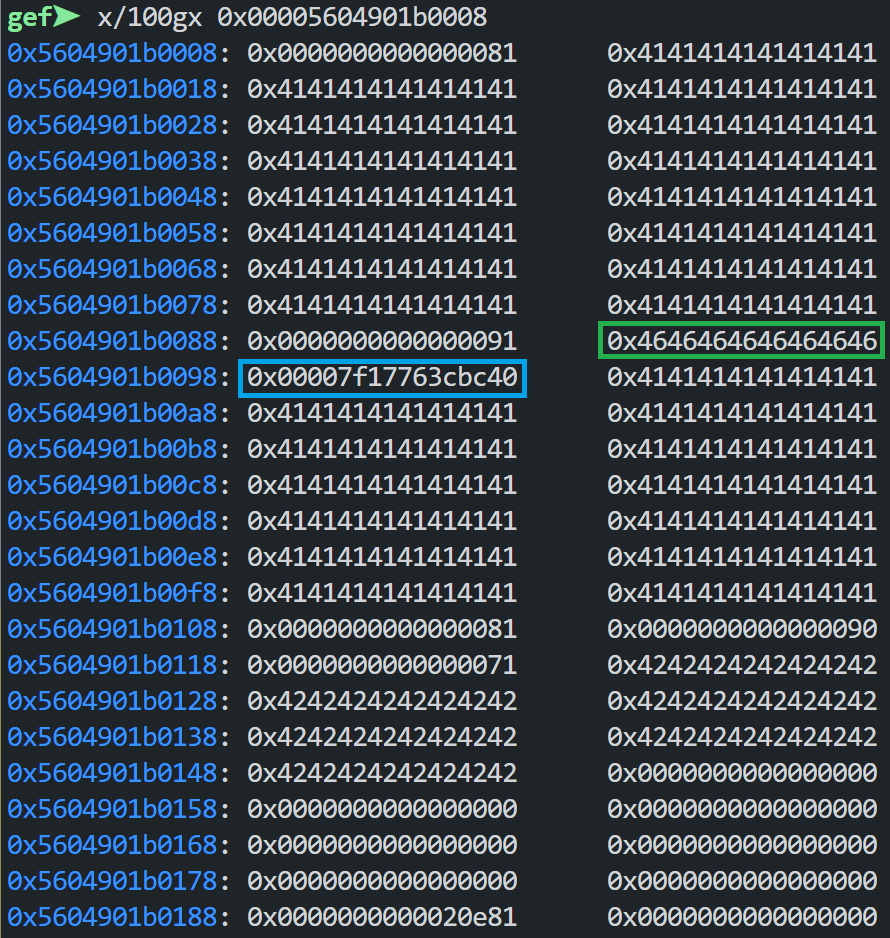 gef➤ x/100gx 0x00005604901b0008
0x5604901b0008: 0x0000000000000081 0x4141414141414141
0x5604901b0018: 0x4141414141414141 0x4141414141414141
0x5604901b0028: 0x4141414141414141 0x4141414141414141
0x5604901b0038: 0x4141414141414141 0x4141414141414141
0x5604901b0048: 0x4141414141414141 0x4141414141414141
0x5604901b0058: 0x4141414141414141 0x4141414141414141
0x5604901b0068: 0x4141414141414141 0x4141414141414141
0x5604901b0078: 0x4141414141414141 0x4141414141414141
0x5604901b0088: 0x0000000000000091 0x4646464646464646
0x5604901b0098: 0x00007f17763cbc40 0x4141414141414141
0x5604901b00a8: 0x4141414141414141 0x4141414141414141
0x5604901b00b8: 0x4141414141414141 0x4141414141414141
0x5604901b00c8: 0x4141414141414141 0x4141414141414141
0x5604901b00d8: 0x4141414141414141 0x4141414141414141
0x5604901b00e8: 0x4141414141414141 0x4141414141414141
0x5604901b00f8: 0x4141414141414141 0x4141414141414141
0x5604901b0108: 0x0000000000000081 0x0000000000000090
0x5604901b0118: 0x0000000000000071 0x4242424242424242
0x5604901b0128: 0x4242424242424242 0x4242424242424242
0x5604901b0138: 0x4242424242424242 0x4242424242424242
0x5604901b0148: 0x4242424242424242 0x0000000000000000
0x5604901b0158: 0x0000000000000000 0x0000000000000000
0x5604901b0168: 0x0000000000000000 0x0000000000000000
0x5604901b0178: 0x0000000000000000 0x0000000000000000
0x5604901b0188: 0x0000000000020e81 0x0000000000000000